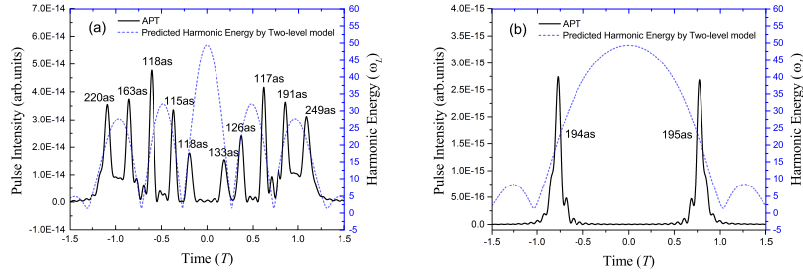 (a)
APT
Predicted Harmonic Energy by Two-level model
220as
163as
118as
115as
118as
133as
126as
117as
191as
249as
Pulse Intensity (arb.units)
7.0E-14
6.0E-14
5.0E-14
4.0E-14
3.0E-14
2.0E-14
1.0E-14
0.0
-1.0E-14
-1.5 -1.0 -0.5 0.0 0.5 1.0 1.5
Time (T)
60
55
50
45
40
35
30
25
20
15
10
5
0
-5
Harmonic Energy ( ω_L )
(b)
APT
Predicted Harmonic Energy by Two-level model
194as
195as
Pulse Intensity (arb.units)
4.0E-15
3.5E-15
3.0E-15
2.5E-15
2.0E-15
1.5E-15
1.0E-15
5.0E-16
0.0
-1.5 -1.0 -0.5 0.0 0.5 1.0 1.5
Time (T)
60
55
50
45
40
35
30
25
20
15
10
5
0
-5
Harmonic Energy ( ω_L )